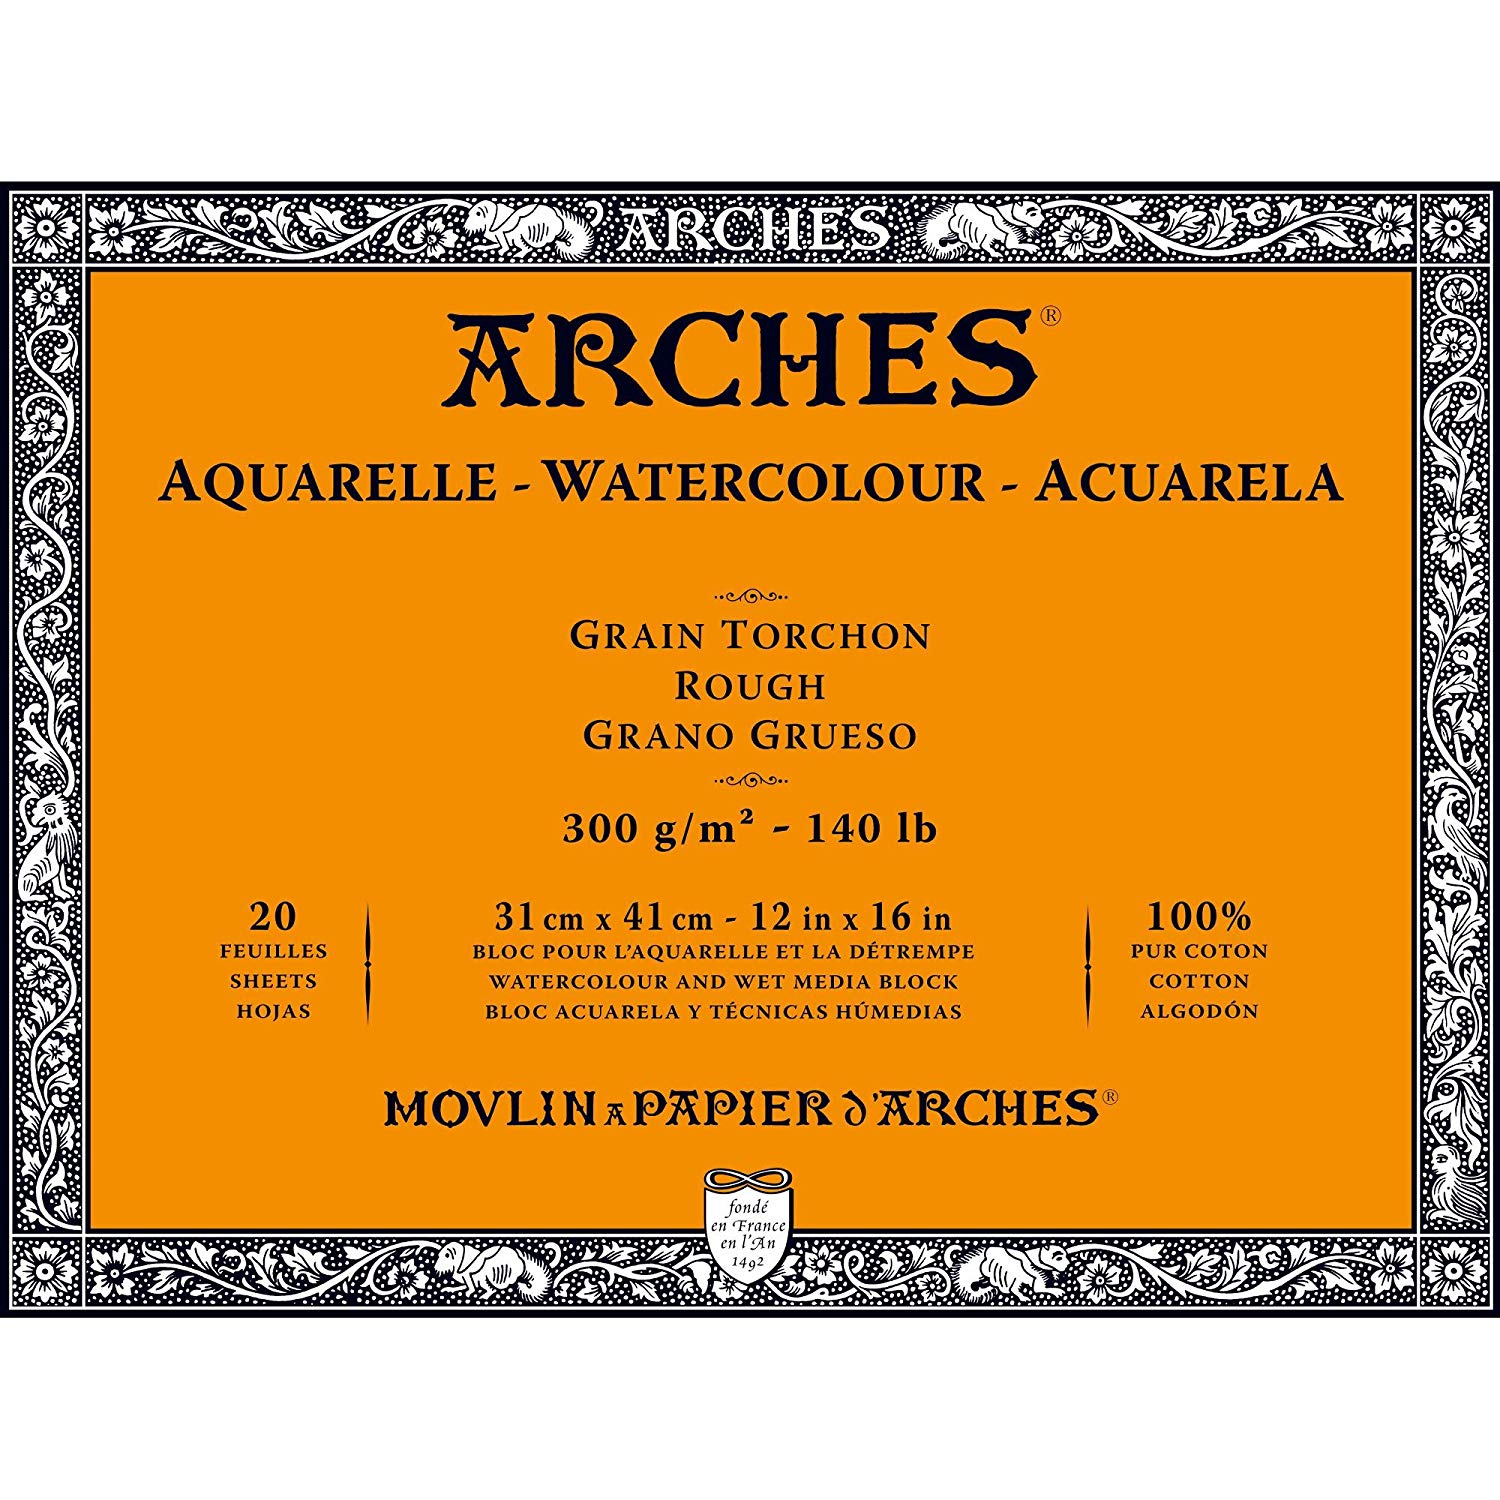 ARCHES
ARCHES®
AQUARELLE - WATERCOLOUR - ACUARELA
GRAIN TORCHON
ROUGH
GRANO GRUESO
300 g/m² - 140 lb
20
FEUILLES
SHEETS
HOJAS
31 cm x 41 cm - 12 in x 16 in
BLOC POUR L'AQUARELLE ET LA DÉTREMPE
WATERCOLOUR AND WET MEDIA BLOCK
BLOC ACUARELA Y TÉCNICAS HÚMEDIAS
100%
PUR COTON
COTTON
ALGODÓN
MOVLIN A PAPIER d'ARCHES®
fondé
en France
en l'An
1492